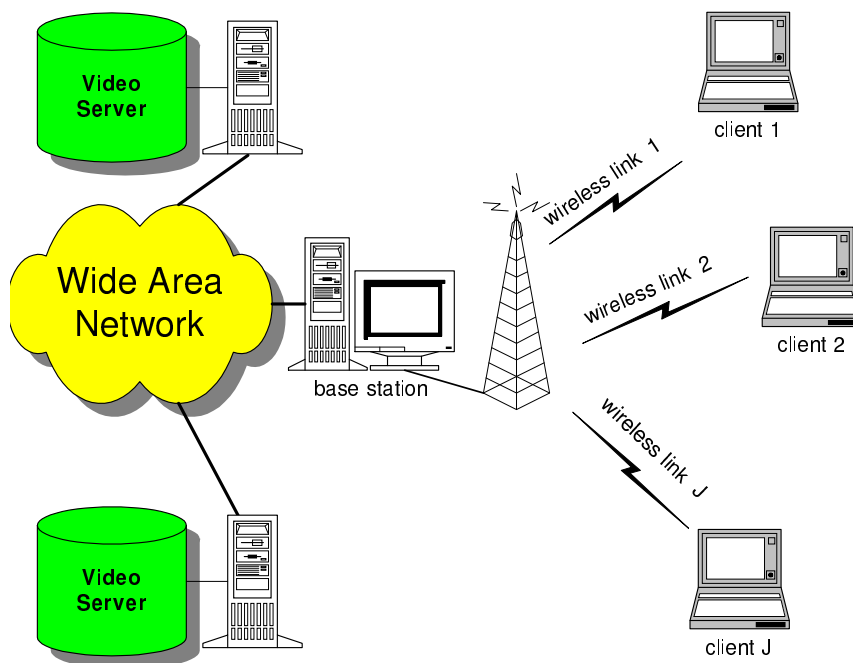 Video
Server
client 1
wireless link 1
Wide Area
Network
wireless link 2
client 2
base station
wireless link J
Video
Server
client J